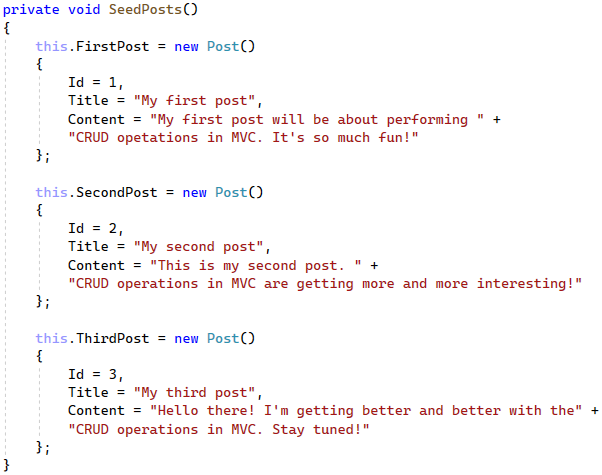 private void SeedPosts()
{
    this.FirstPost = new Post()
    {
        Id = 1,
        Title = "My first post",
        Content = "My first post will be about performing " +
        "CRUD opetations in MVC. It's so much fun!"
    };

    this.SecondPost = new Post()
    {
        Id = 2,
        Title = "My second post",
        Content = "This is my second post. " +
        "CRUD operations in MVC are getting more and more interesting!"
    };

    this.ThirdPost = new Post()
    {
        Id = 3,
        Title = "My third post",
        Content = "Hello there! I'm getting better and better with the" +
        "CRUD operations in MVC. Stay tuned!"
    };
}